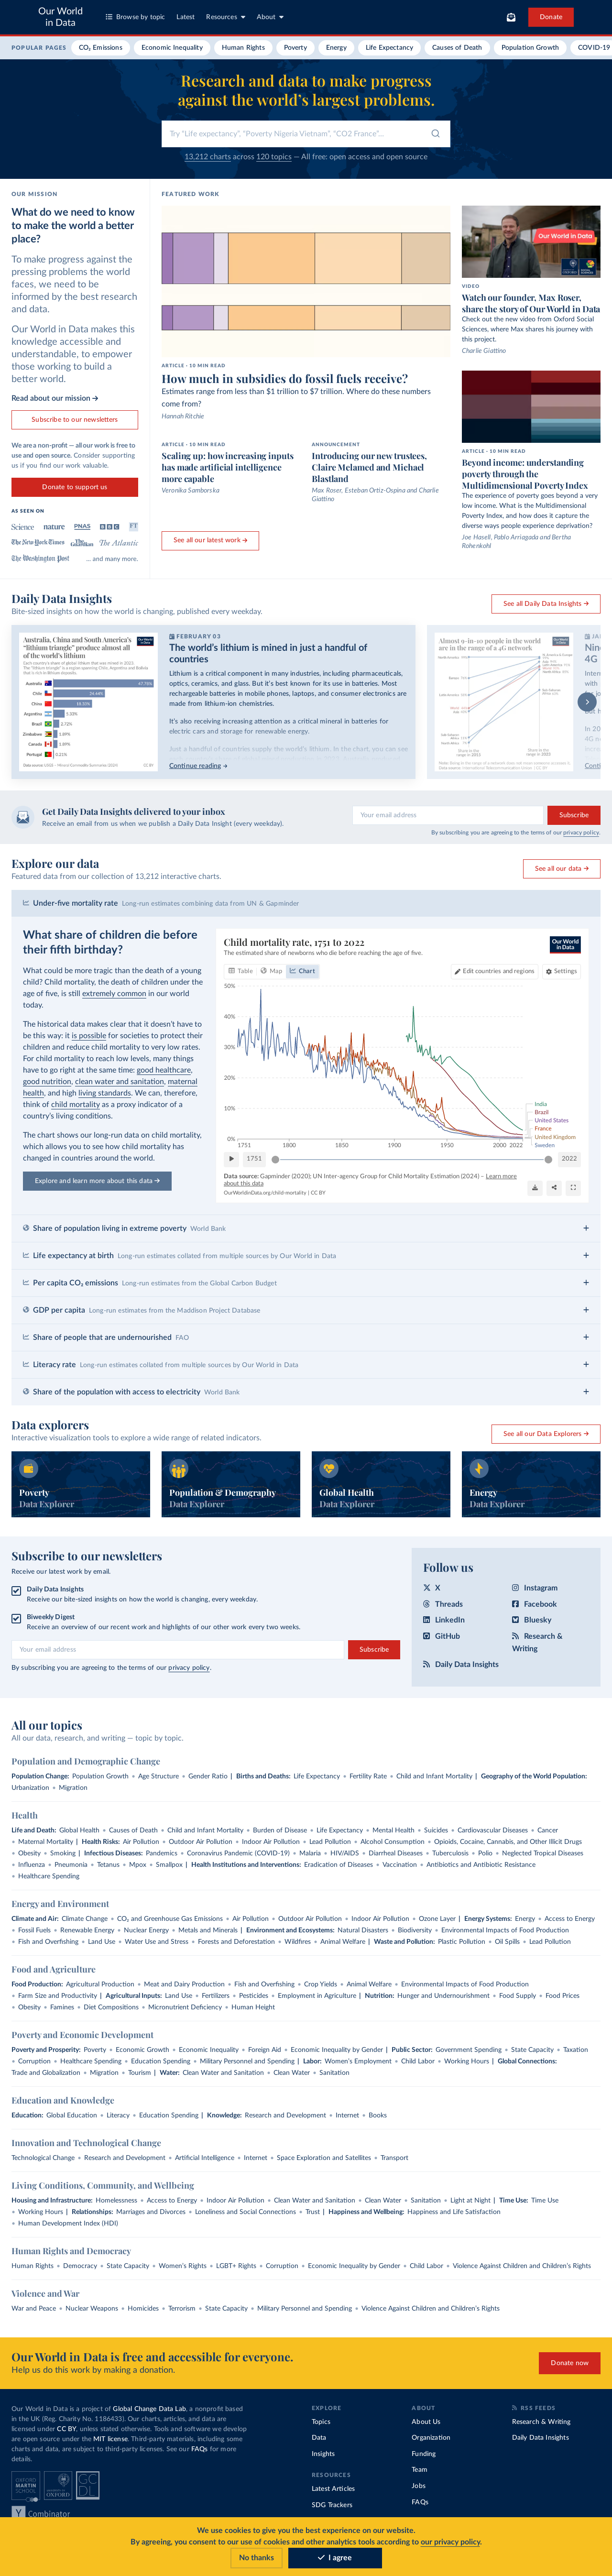 Our World
in Data
Browse by topic
Latest
Resources
About
Donate
POPULAR PAGES
CO₂ Emissions
Economic Inequality
Human Rights
Poverty
Energy
Life Expectancy
Causes of Death
Population Growth
COVID-19
Research and data to make progress
against the world's largest problems.
Try "Life expectancy", "Poverty Nigeria Vietnam", "CO2 France"...
13,212 charts across 120 topics — All free: open access and open source
OUR MISSION
What do we need to know
to make the world a better
place?
To make progress against the
pressing problems the world
faces, we need to be
informed by the best research
and data.
Our World in Data makes this
knowledge accessible and
understandable, to empower
those working to build a
better world.
Read about our mission →
Subscribe to our newsletters
We are a non-profit — all our work is free to
use and open source. Consider supporting
us if you find our work valuable.
Donate to support us
AS SEEN ON
Science
nature
PNAS
BBC
FT
The New York Times
The Guardian
The Atlantic
The Washington Post
... and many more.
FEATURED WORK
ARTICLE • 10 MIN READ
How much in subsidies do fossil fuels receive?
Estimates range from less than $1 trillion to $7 trillion. Where do these numbers
come from?
Hannah Ritchie
ARTICLE • 10 MIN READ
Scaling up: how increasing inputs
has made artificial intelligence
more capable
Veronika Samborska
ANNOUNCEMENT
Introducing our new trustees,
Claire Melamed and Michael
Blastland
Max Roser, Esteban Ortiz-Ospina and Charlie
Giattino
See all our latest work →
Our World in Data
VIDEO
Watch our founder, Max Roser,
share the story of Our World in Data
Check out the new video from Oxford Social
Sciences, where Max shares his journey with
this project.
Charlie Giattino
ARTICLE • 10 MIN READ
Beyond income: understanding
poverty through the
Multidimensional Poverty Index
The experience of poverty goes beyond a very
low income. What is the Multidimensional
Poverty Index, and how does it capture the
diverse ways people experience deprivation?
Joe Hasell, Pablo Arriagada and Bertha
Rohenkohl
Daily Data Insights
Bite-sized insights on how the world is changing, published every weekday.
See all Daily Data Insights →
Australia, China, and South America's
"lithium triangle" produce almost all
of the world's lithium
Australia
Chile
China
Argentina
Brazil
Zimbabwe
Canada
Portugal
FEBRUARY 03
The world's lithium is mined in just a handful of
countries
Lithium is a critical component in many industries, including pharmaceuticals,
optics, ceramics, and glass. But it's best known for its use in batteries. Most
rechargeable batteries in mobile phones, laptops, and consumer electronics are
made from lithium-ion chemistries.
It's also receiving increasing attention as a critical mineral in batteries for
electric cars and storage for renewable energy.
Just a handful of countries supply the world's lithium. In the chart, you can see
Continue reading →
Almost 9-in-10 people in the world
are in the range of a 4G network
Get Daily Data Insights delivered to your inbox
Receive an email from us when we publish a Daily Data Insight (every weekday).
Your email address
Subscribe
By subscribing you are agreeing to the terms of our privacy policy.
Explore our data
Featured data from our collection of 13,212 interactive charts.
See all our data →
Under-five mortality rate Long-run estimates combining data from UN & Gapminder
What share of children die before
their fifth birthday?
What could be more tragic than the death of a young
child? Child mortality, the death of children under the
age of five, is still extremely common in our world
today.
The historical data makes clear that it doesn't have to
be this way: it is possible for societies to protect their
children and reduce child mortality to very low rates.
For child mortality to reach low levels, many things
have to go right at the same time: good healthcare,
good nutrition, clean water and sanitation, maternal
health, and high living standards. We can, therefore,
think of child mortality as a proxy indicator of a
country's living conditions.
The chart shows our long-run data on child mortality,
which allows you to see how child mortality has
changed in countries around the world.
Explore and learn more about this data →
Child mortality rate, 1751 to 2022
The estimated share of newborns who die before reaching the age of five.
Our World
in Data
Table
Map
Chart
Edit countries and regions
Settings
50%
40%
30%
20%
10%
0%
1751
1800
1850
1900
1950
2000
2022
India
Brazil
United States
France
United Kingdom
Sweden
1751
2022
Data source: Gapminder (2020); UN Inter-agency Group for Child Mortality Estimation (2024) – Learn more
about this data
OurWorldinData.org/child-mortality | CC BY
Share of population living in extreme poverty World Bank
Life expectancy at birth Long-run estimates collated from multiple sources by Our World in Data
Per capita CO₂ emissions Long-run estimates from the Global Carbon Budget
GDP per capita Long-run estimates from the Maddison Project Database
Share of people that are undernourished FAO
Literacy rate Long-run estimates collated from multiple sources by Our World in Data
Share of the population with access to electricity World Bank
Data explorers
Interactive visualization tools to explore a wide range of related indicators.
See all our Data Explorers →
Poverty
Data Explorer
Population & Demography
Data Explorer
Global Health
Data Explorer
Energy
Data Explorer
Subscribe to our newsletters
Receive our latest work by email.
Daily Data Insights
Receive our bite-sized insights on how the world is changing, every weekday.
Biweekly Digest
Receive an overview of our recent work and highlights of our other work every two weeks.
Your email address
Subscribe
By subscribing you are agreeing to the terms of our privacy policy.
Follow us
X
Instagram
Threads
Facebook
LinkedIn
Bluesky
GitHub
Research &
Writing
Daily Data Insights
All our topics
All our data, research, and writing — topic by topic.
Population and Demographic Change
Population Change: Population Growth • Age Structure • Gender Ratio | Births and Deaths: Life Expectancy • Fertility Rate • Child and Infant Mortality | Geography of the World Population:
Urbanization • Migration
Health
Life and Death: Global Health • Causes of Death • Child and Infant Mortality • Burden of Disease • Life Expectancy • Mental Health • Suicides • Cardiovascular Diseases • Cancer
• Maternal Mortality | Health Risks: Air Pollution • Outdoor Air Pollution • Indoor Air Pollution • Lead Pollution • Alcohol Consumption • Opioids, Cocaine, Cannabis, and Other Illicit Drugs
• Obesity • Smoking | Infectious Diseases: Pandemics • Coronavirus Pandemic (COVID-19) • Malaria • HIV/AIDS • Diarrheal Diseases • Tuberculosis • Polio • Neglected Tropical Diseases
• Influenza • Pneumonia • Tetanus • Mpox • Smallpox | Health Institutions and Interventions: Eradication of Diseases • Vaccination • Antibiotics and Antibiotic Resistance
• Healthcare Spending
Energy and Environment
Climate and Air: Climate Change • CO₂ and Greenhouse Gas Emissions • Air Pollution • Outdoor Air Pollution • Indoor Air Pollution • Ozone Layer | Energy Systems: Energy • Access to Energy
• Fossil Fuels • Renewable Energy • Nuclear Energy • Metals and Minerals | Environment and Ecosystems: Natural Disasters • Biodiversity • Environmental Impacts of Food Production
• Fish and Overfishing • Land Use • Water Use and Stress • Forests and Deforestation • Wildfires • Animal Welfare | Waste and Pollution: Plastic Pollution • Oil Spills • Lead Pollution
Food and Agriculture
Food Production: Agricultural Production • Meat and Dairy Production • Fish and Overfishing • Crop Yields • Animal Welfare • Environmental Impacts of Food Production
• Farm Size and Productivity | Agricultural Inputs: Land Use • Fertilizers • Pesticides • Employment in Agriculture | Nutrition: Hunger and Undernourishment • Food Supply • Food Prices
• Obesity • Famines • Diet Compositions • Micronutrient Deficiency • Human Height
Poverty and Economic Development
Poverty and Prosperity: Poverty • Economic Growth • Economic Inequality • Foreign Aid • Economic Inequality by Gender | Public Sector: Government Spending • State Capacity • Taxation
• Corruption • Healthcare Spending • Education Spending • Military Personnel and Spending | Labor: Women's Employment • Child Labor • Working Hours | Global Connections:
Trade and Globalization • Migration • Tourism | Water: Clean Water and Sanitation • Clean Water • Sanitation
Education and Knowledge
Education: Global Education • Literacy • Education Spending | Knowledge: Research and Development • Internet • Books
Innovation and Technological Change
Technological Change • Research and Development • Artificial Intelligence • Internet • Space Exploration and Satellites • Transport
Living Conditions, Community, and Wellbeing
Housing and Infrastructure: Homelessness • Access to Energy • Indoor Air Pollution • Clean Water and Sanitation • Clean Water • Sanitation • Light at Night | Time Use: Time Use
• Working Hours | Relationships: Marriages and Divorces • Loneliness and Social Connections • Trust | Happiness and Wellbeing: Happiness and Life Satisfaction
• Human Development Index (HDI)
Human Rights and Democracy
Human Rights • Democracy • State Capacity • Women's Rights • LGBT+ Rights • Corruption • Economic Inequality by Gender • Child Labor • Violence Against Children and Children's Rights
Violence and War
War and Peace • Nuclear Weapons • Homicides • Terrorism • State Capacity • Military Personnel and Spending • Violence Against Children and Children's Rights
Our World in Data is free and accessible for everyone.
Help us do this work by making a donation.
Donate now
Our World in Data is a project of Global Change Data Lab, a nonprofit based
in the UK (Reg. Charity No. 1186433). Our charts, articles, and data are
licensed under CC BY, unless stated otherwise. Tools and software we develop
are open source under the MIT license. Third-party materials, including some
charts and data, are subject to third-party licenses. See our FAQs for more
details.
OXFORD
MARTIN
SCHOOL
UNIVERSITY OF
OXFORD
GC
DL
Y Combinator
EXPLORE
Topics
Data
Insights
RESOURCES
Latest Articles
SDG Trackers
ABOUT
About Us
Organization
Funding
Team
Jobs
FAQs
RSS FEEDS
Research & Writing
Daily Data Insights
We use cookies to give you the best experience on our website.
By agreeing, you consent to our use of cookies and other analytics tools according to our privacy policy.
No thanks
I agree